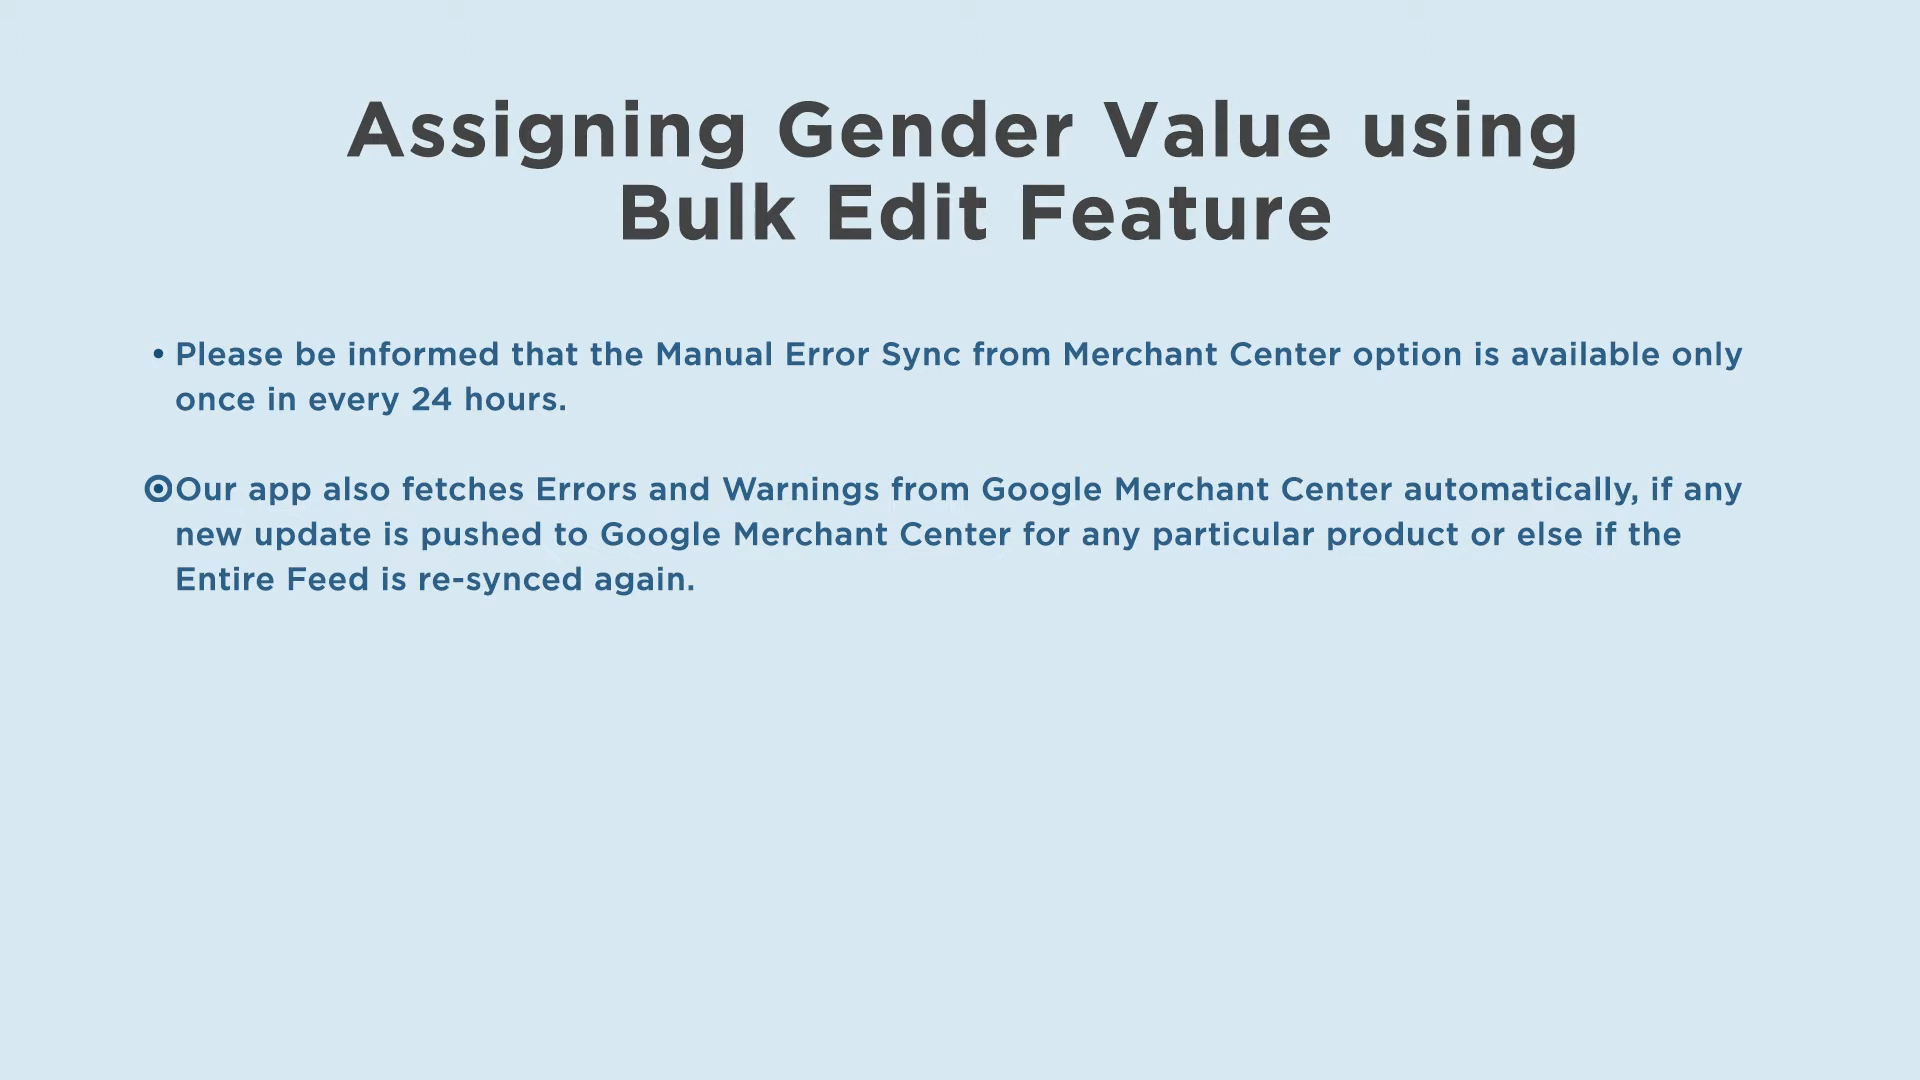 Assigning Gender Value using
Bulk Edit Feature
• Please be informed that the Manual Error Sync from Merchant Center option is available only
once in every 24 hours.
• Our app also fetches Errors and Warnings from Google Merchant Center automatically, if any
new update is pushed to Google Merchant Center for any particular product or else if the
Entire Feed is re-synced again.